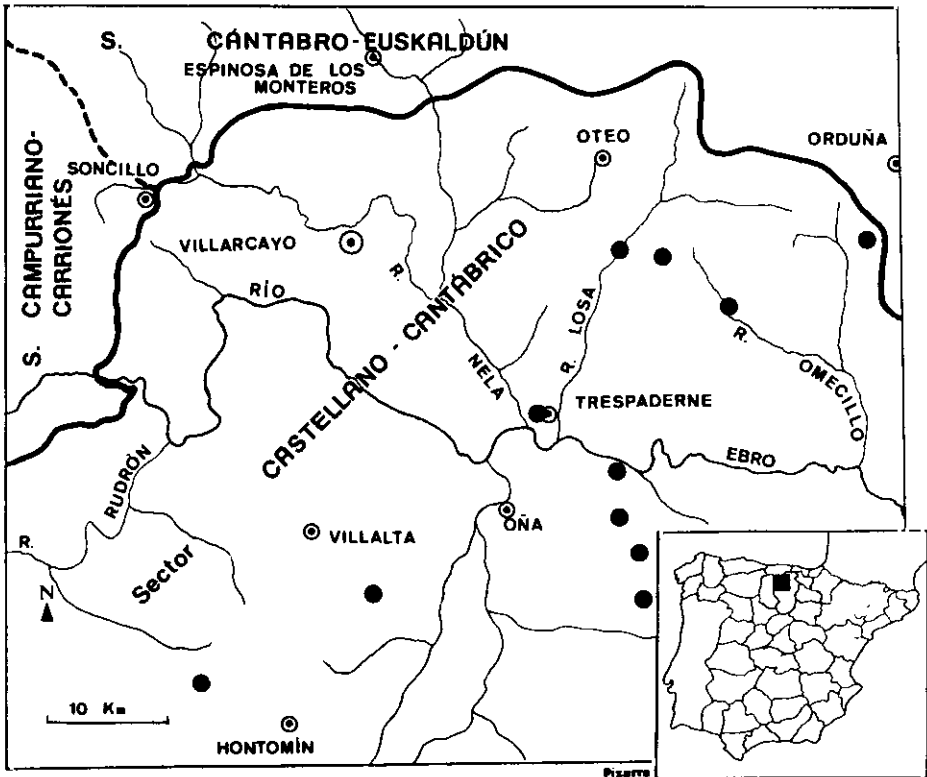 S.
CÁNTABRO-EUSKALDÚN
ESPINOSA DE LOS
MONTEROS
OTEO
ORDUÑA
SONCILLO
S. CAMPURRIANO-
CARRIONÉS
VILLARCAYO
R. NELA
RÍO
R. LOSA
CASTELLANO - CANTÁBRICO
R. OMECILLO
TRESPADERNE
EBRO
RUDRÓN
OÑA
VILLALTA
R.
Sector
N
10 Km
HONTOMÍN
Pizarro